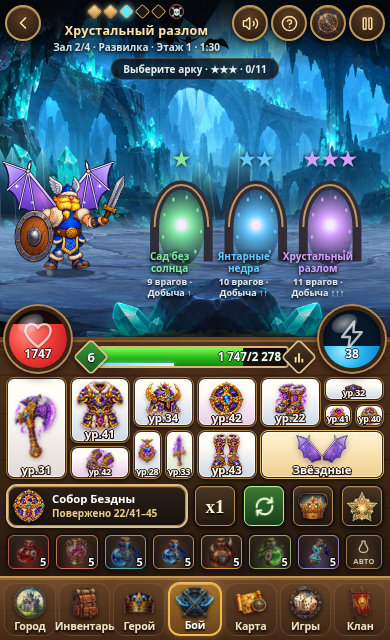 Хрустальный разлом
Зал 2/4 · Развилка · Этаж 1 · 1:30
Выберите арку · ★★★ · 0/11
Сад без солнца
9 врагов · Добыча ↑
Янтарные недра
10 врагов · Добыча ↑↑
Хрустальный разлом
11 врагов · Добыча ↑↑↑
1747
6
1 747/2 278
38
ур.31
ур.41
ур.34
ур.42
ур.22
ур.32
ур.41
ур.40
ур.42
ур.28
ур.33
ур.43
Звёздные
Собор Бездны
Повержено 22/41–45
x1
5
5
5
5
5
5
5
АВТО
Город
Инвентарь
Герой
Бой
Карта
Игры
Клан